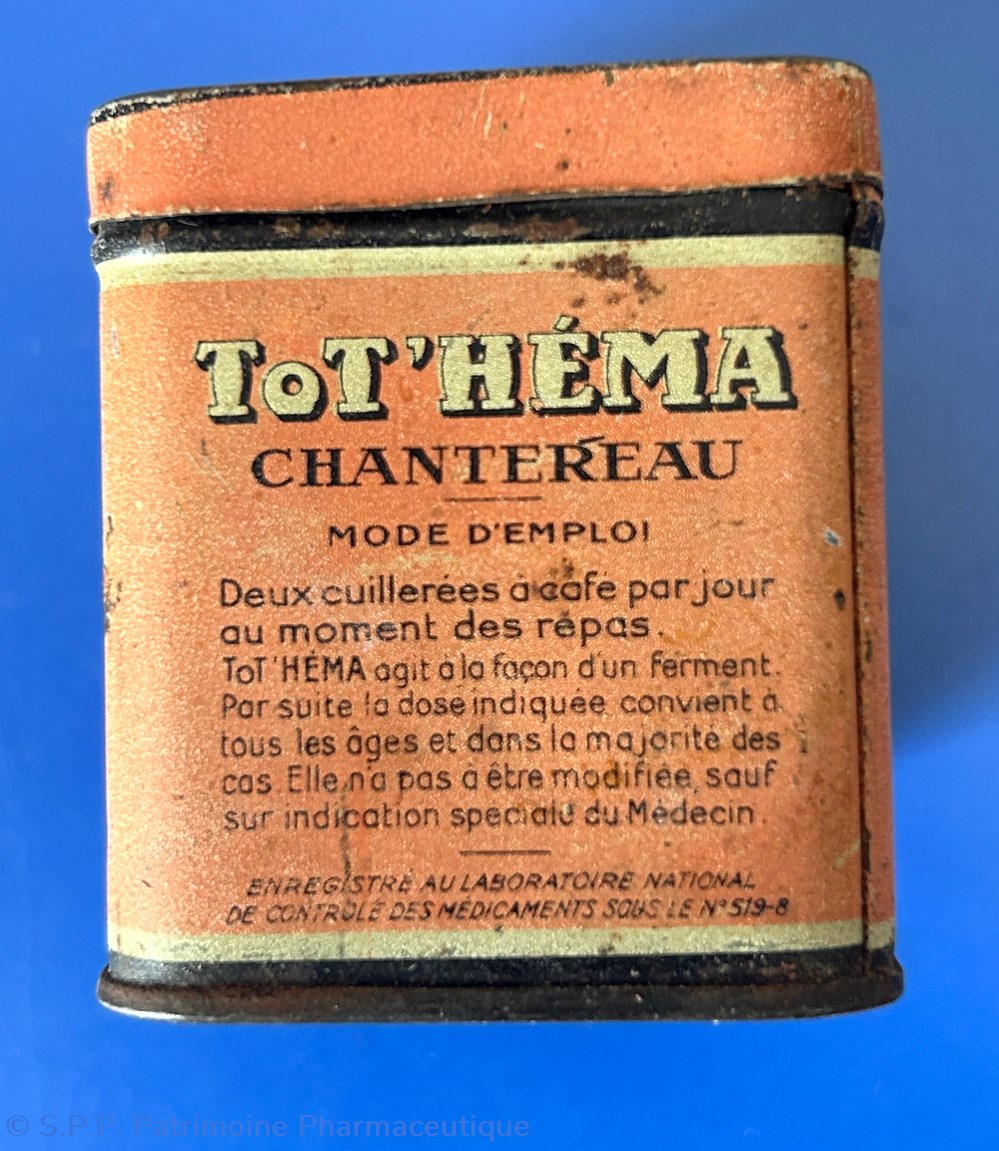 ToT'HÉMA
CHANTEREAU
MODE D'EMPLOI
Deux cuillerées à café par jour
au moment des repas.
ToT'HÉMA agit à la façon d'un ferment.
Par suite la dose indiquée convient à
tous les âges et dans la majorité des
cas. Elle n'a pas à être modifiée, sauf
sur indication speciale du Médecin.
ENREGISTRÉ AU LABORATOIRE NATIONAL
DE CONTRÔLE DES MÉDICAMENTS SOUS LE N° 519-8
© S.P.P. Patrimoine Pharmaceutique